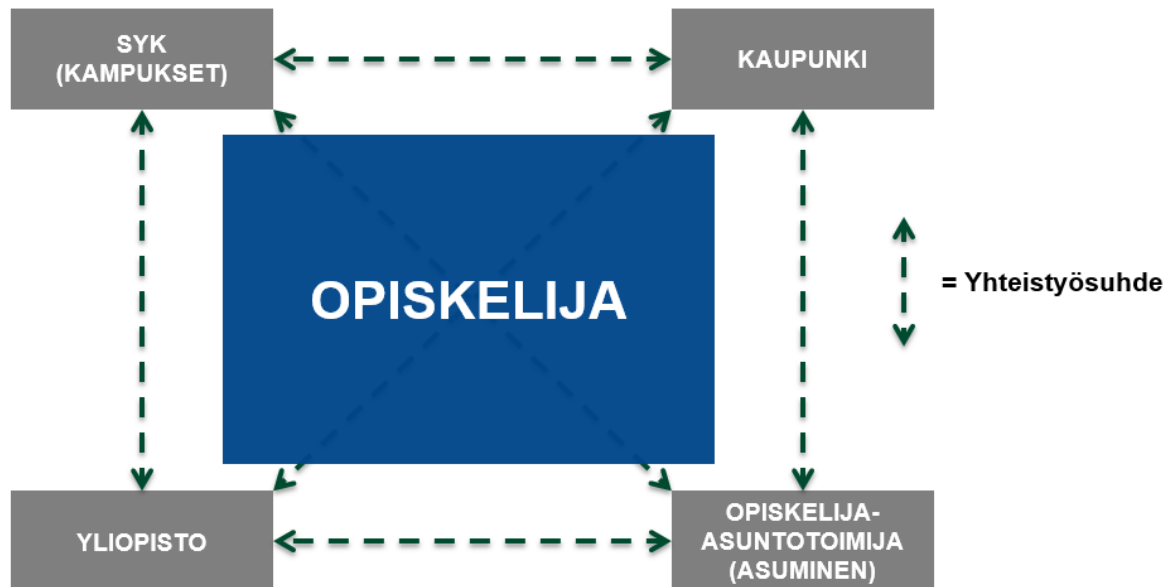 SYK
(KAMPUKSET)
KAUPUNKI
OPISKELIJA
= Yhteistyösuhde
YLIOPISTO
OPISKELIJA-
ASUNTOTOIMIJA
(ASUMINEN)